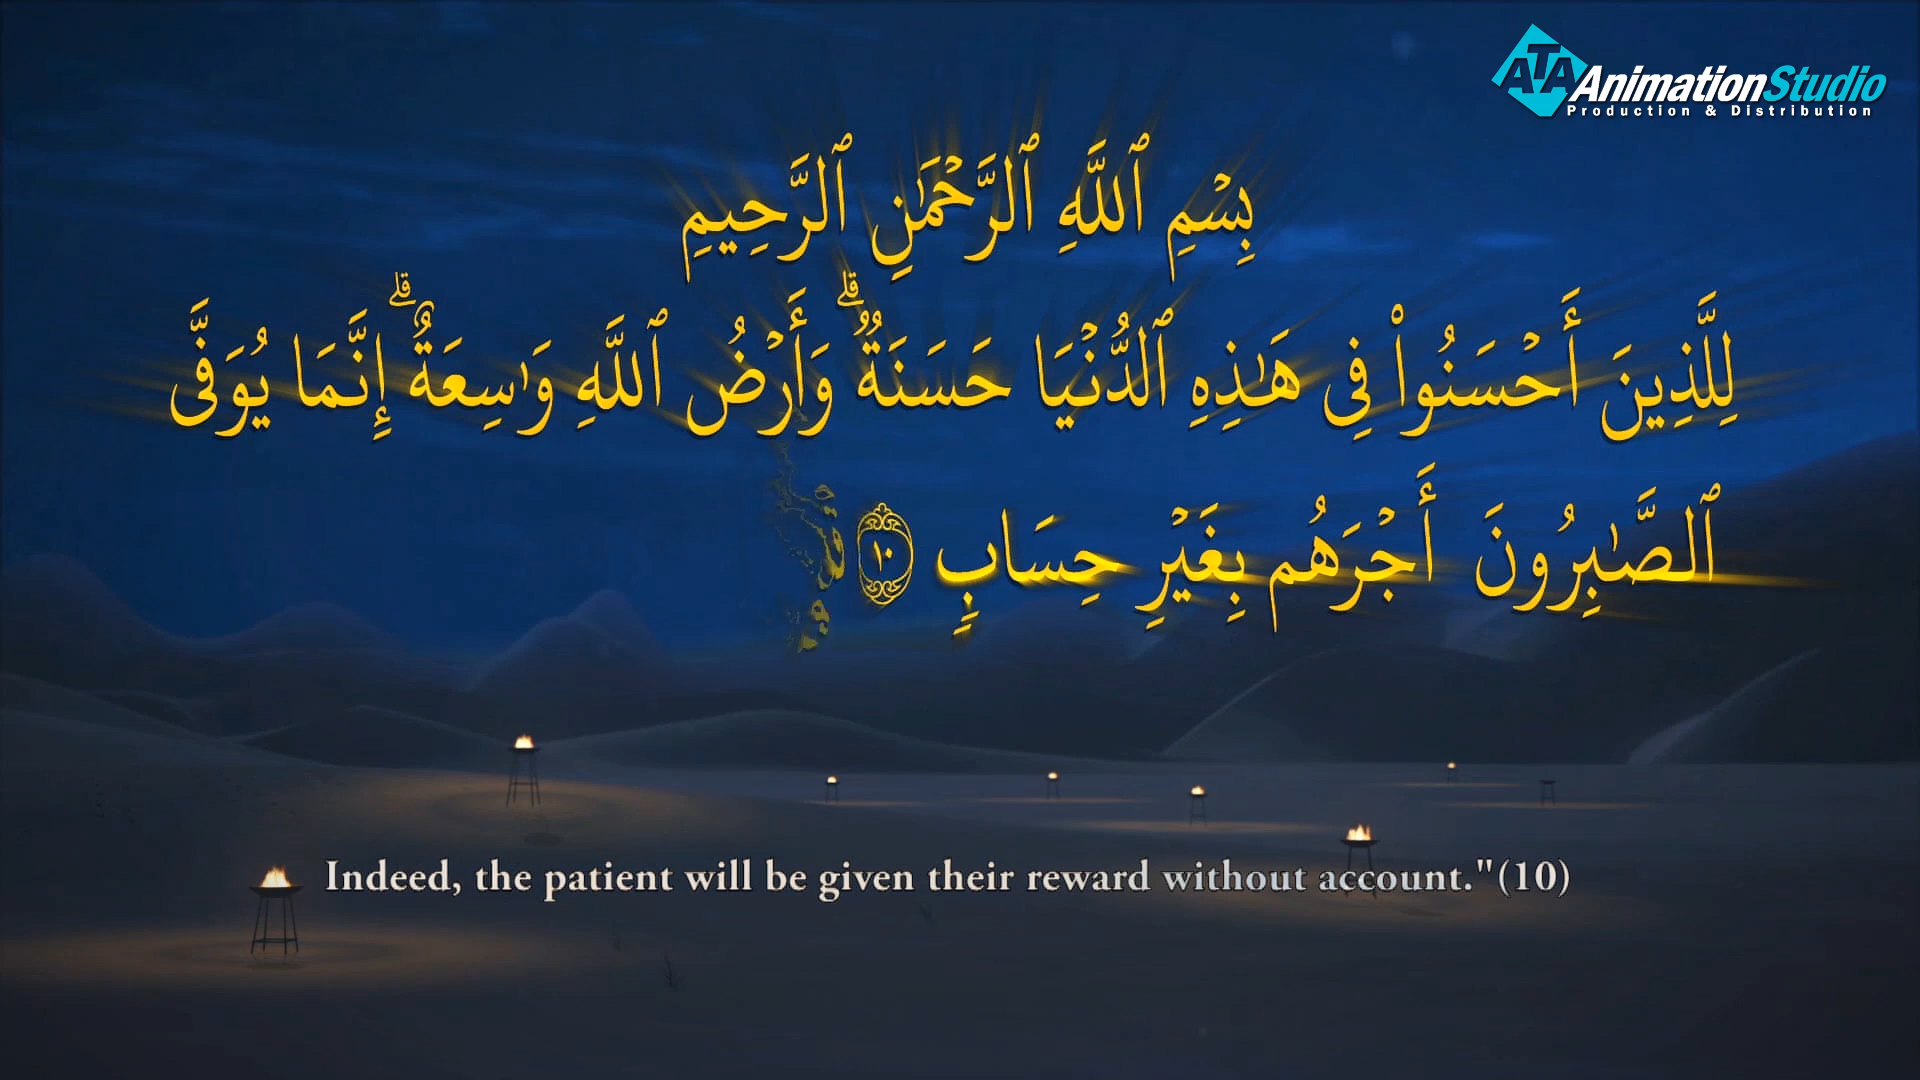 ATA AnimationStudio
Production & Distribution
بِسْمِ ٱللَّهِ ٱلرَّحْمَٰنِ ٱلرَّحِيمِ
لِلَّذِينَ أَحْسَنُوا۟ فِى هَٰذِهِ ٱلدُّنْيَا حَسَنَةٌۗ وَأَرْضُ ٱللَّهِ وَٰسِعَةٌۗ إِنَّمَا يُوَفَّى
ٱلصَّٰبِرُونَ أَجْرَهُم بِغَيْرِ حِسَابٍ ١٠
Indeed, the patient will be given their reward without account."(10)